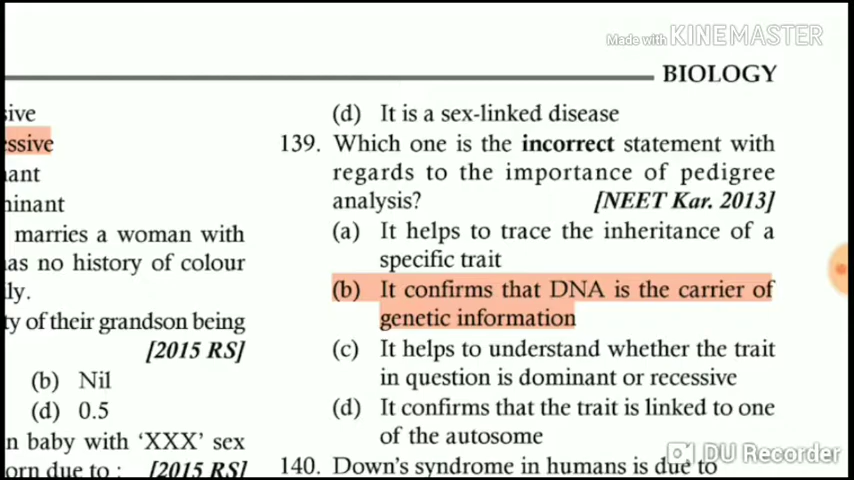 Made with KINEMASTER
BIOLOGY
sive
essive
nant
ninant
marries a woman with
as no history of colour
ly.
ty of their grandson being
[2015 RS]
(b) Nil
(d) 0.5
n baby with ‘XXX’ sex
orn due to : [2015 RS]
(d) It is a sex-linked disease
139. Which one is the incorrect statement with
regards to the importance of pedigree
analysis? [NEET Kar. 2013]
(a) It helps to trace the inheritance of a
specific trait
(b) It confirms that DNA is the carrier of
genetic information
(c) It helps to understand whether the trait
in question is dominant or recessive
(d) It confirms that the trait is linked to one
of the autosome
140. Down's syndrome in humans is due to
DU Recorder